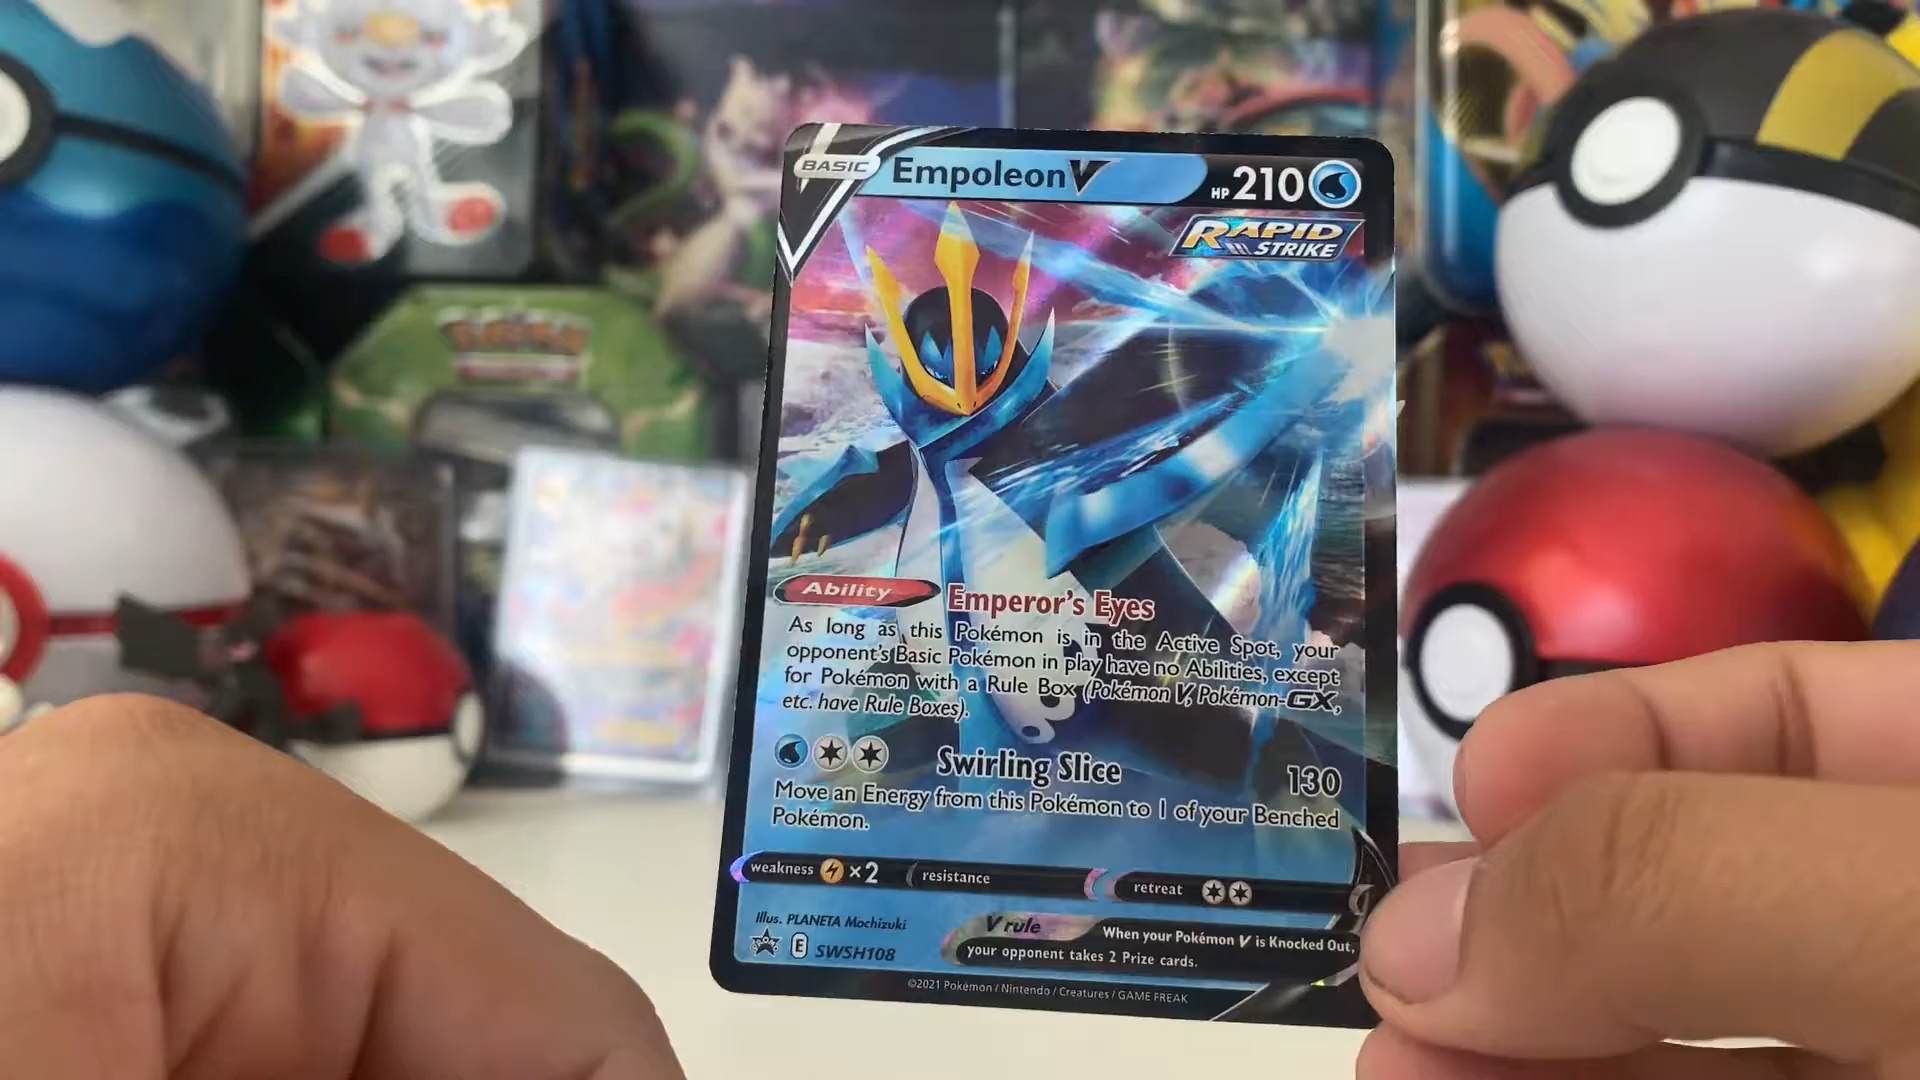 BASIC
Empoleon V
HP 210
RAPID
STRIKE
Ability Emperor's Eyes
As long as this Pokémon is in the Active Spot, your
opponent's Basic Pokémon in play have no Abilities, except
for Pokémon with a Rule Box (Pokémon V, Pokémon-GX,
etc. have Rule Boxes).
Swirling Slice 130
Move an Energy from this Pokémon to 1 of your Benched
Pokémon.
weakness ×2 resistance retreat
Illus. PLANETA Mochizuki
V rule
When your Pokémon V is Knocked Out,
your opponent takes 2 Prize cards.
PROMO E SWSH108
©2021 Pokémon / Nintendo / Creatures / GAME FREAK